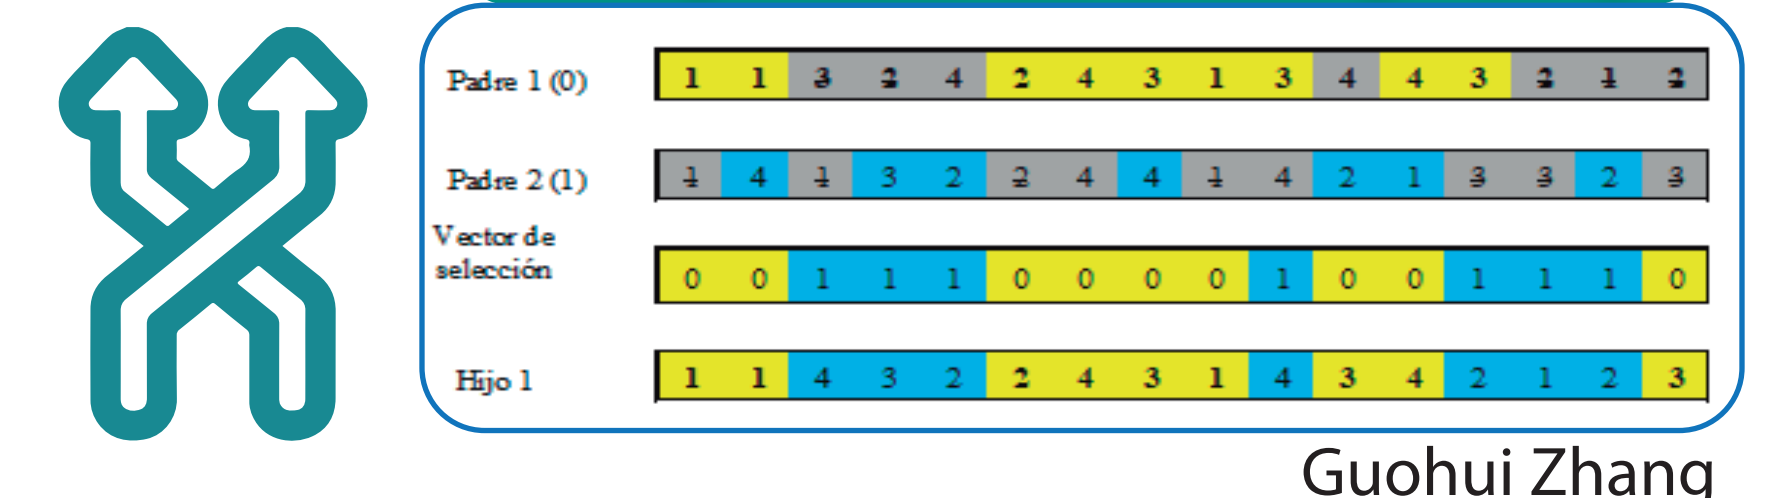 Padre 1 (0) 1 1 3 2 4 2 4 3 1 3 4 4 3 2 1 2
Padre 2 (1) 1 4 1 3 2 2 4 4 1 4 2 1 3 3 2 3
Vector de
selección 0 0 1 1 1 0 0 0 0 1 0 0 1 1 1 0
Hijo 1 1 1 4 3 2 2 4 3 1 4 3 4 2 1 2 3
Guohui Zhang